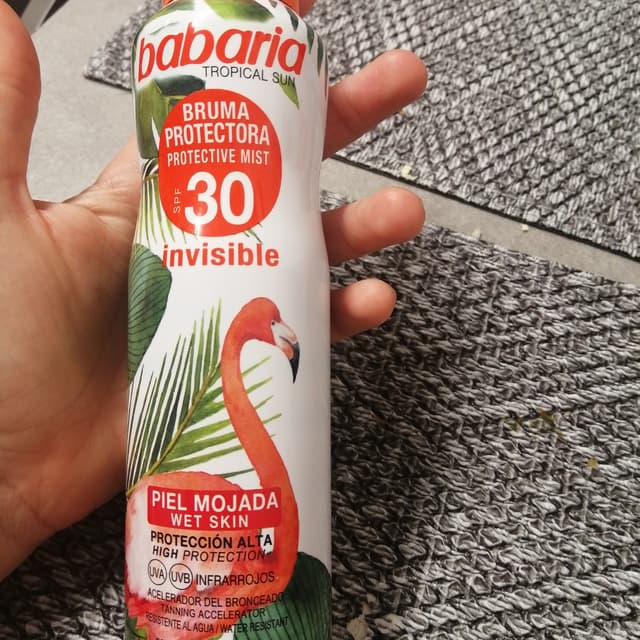 babaria
TROPICAL SUN
BRUMA
PROTECTORA
PROTECTIVE MIST
SPF 30
invisible
PIEL MOJADA
WET SKIN
PROTECCIÓN ALTA
HIGH PROTECTION
UVA UVB INFRARROJOS
ACELERADOR DEL BRONCEADO
TANNING ACCELERATOR
RESISTENTE AL AGUA / WATER RESISTANT